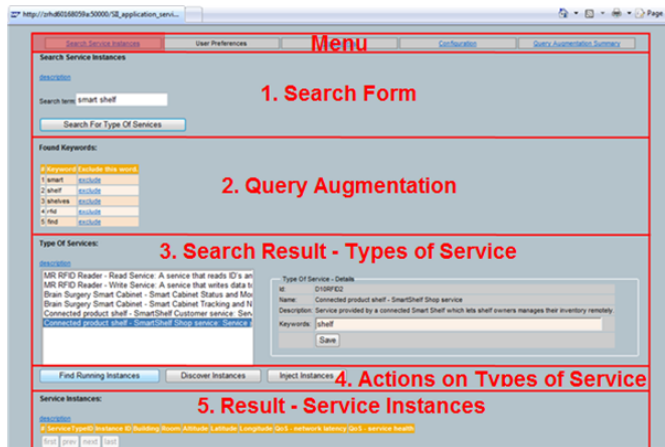 http://zrhd60168059a:50000/SII_application_servi...
Page
Search Service Instances User Preferences Menu Configuration Query Augmentation Summary
Search Service Instances
description
1. Search Form
Search term: smart shelf
Search For Type Of Services
Found Keywords:
# Keyword Exclude this word.
1 smart exclude
2 shelf exclude
3 shelves exclude
4 rfid exclude
5 find exclude
2. Query Augmentation
Type Of Services:
3. Search Result - Types of Service
description
MR RFID Reader - Read Service: A service that reads ID's an
MR RFID Reader - Write Service: A service that writes data to
Brain Surgery Smart Cabinet - Smart Cabinet Status and Mo
Brain Surgery Smart Cabinet - Smart Cabinet Tracking and N
Connected product shelf - SmartShelf Customer service: Ser
Connected product shelf - SmartShelf Shop service: Service a
Type Of Service - Details
Id: D10RFID2
Name: Connected product shelf - SmartShelf Shop service
Description: Service provided by a connected Smart Shelf which lets shelf owners manages their inventory remotely.
Keywords: shelf
Save
Find Running Instances Discover Instances Inject Instances
4. Actions on Types of Service
Service Instances:
5. Result - Service Instances
description
# ServiceTypeID Instance ID Building Room Altitude Latitude Longitude QoS - network latency QoS - service health
first prev next last